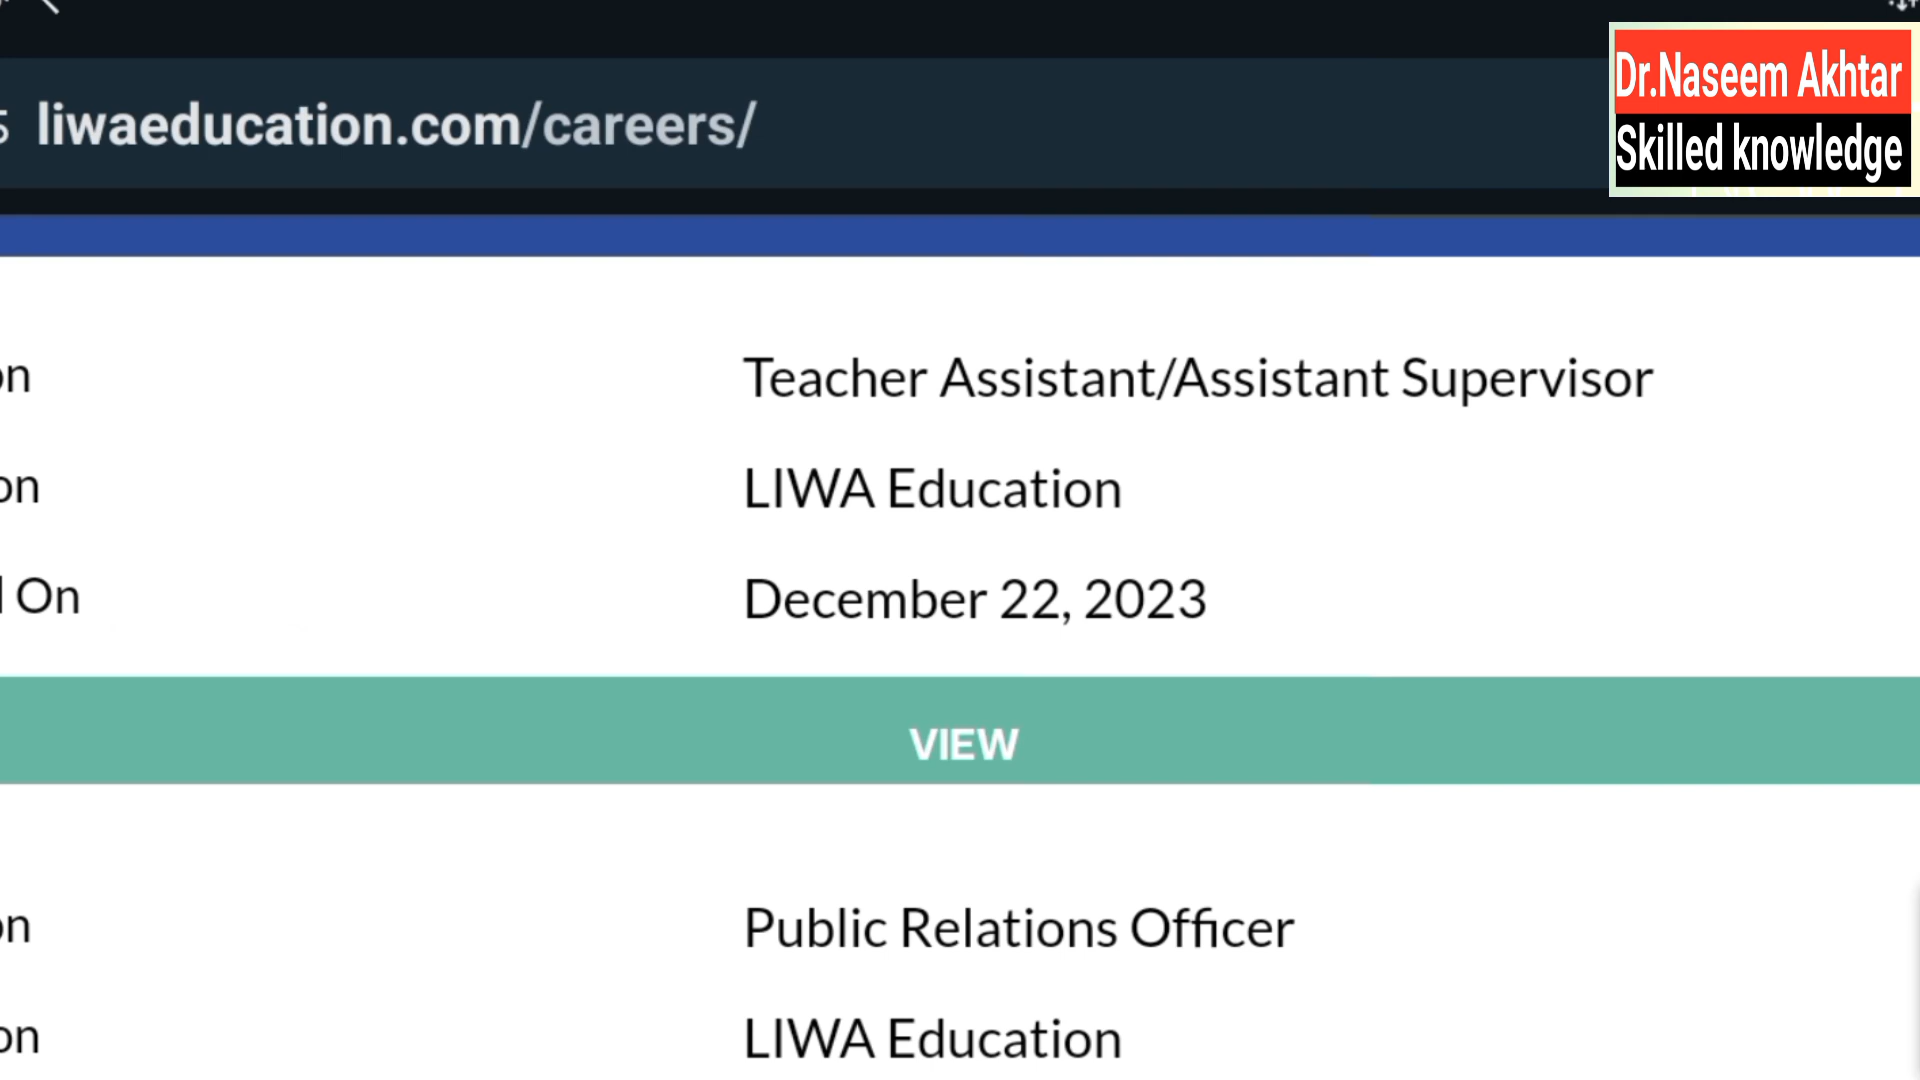 liwaeducation.com/careers/
Dr.Naseem Akhtar
Skilled knowledge
on Teacher Assistant/Assistant Supervisor
on LIWA Education
On December 22, 2023
VIEW
on Public Relations Officer
on LIWA Education